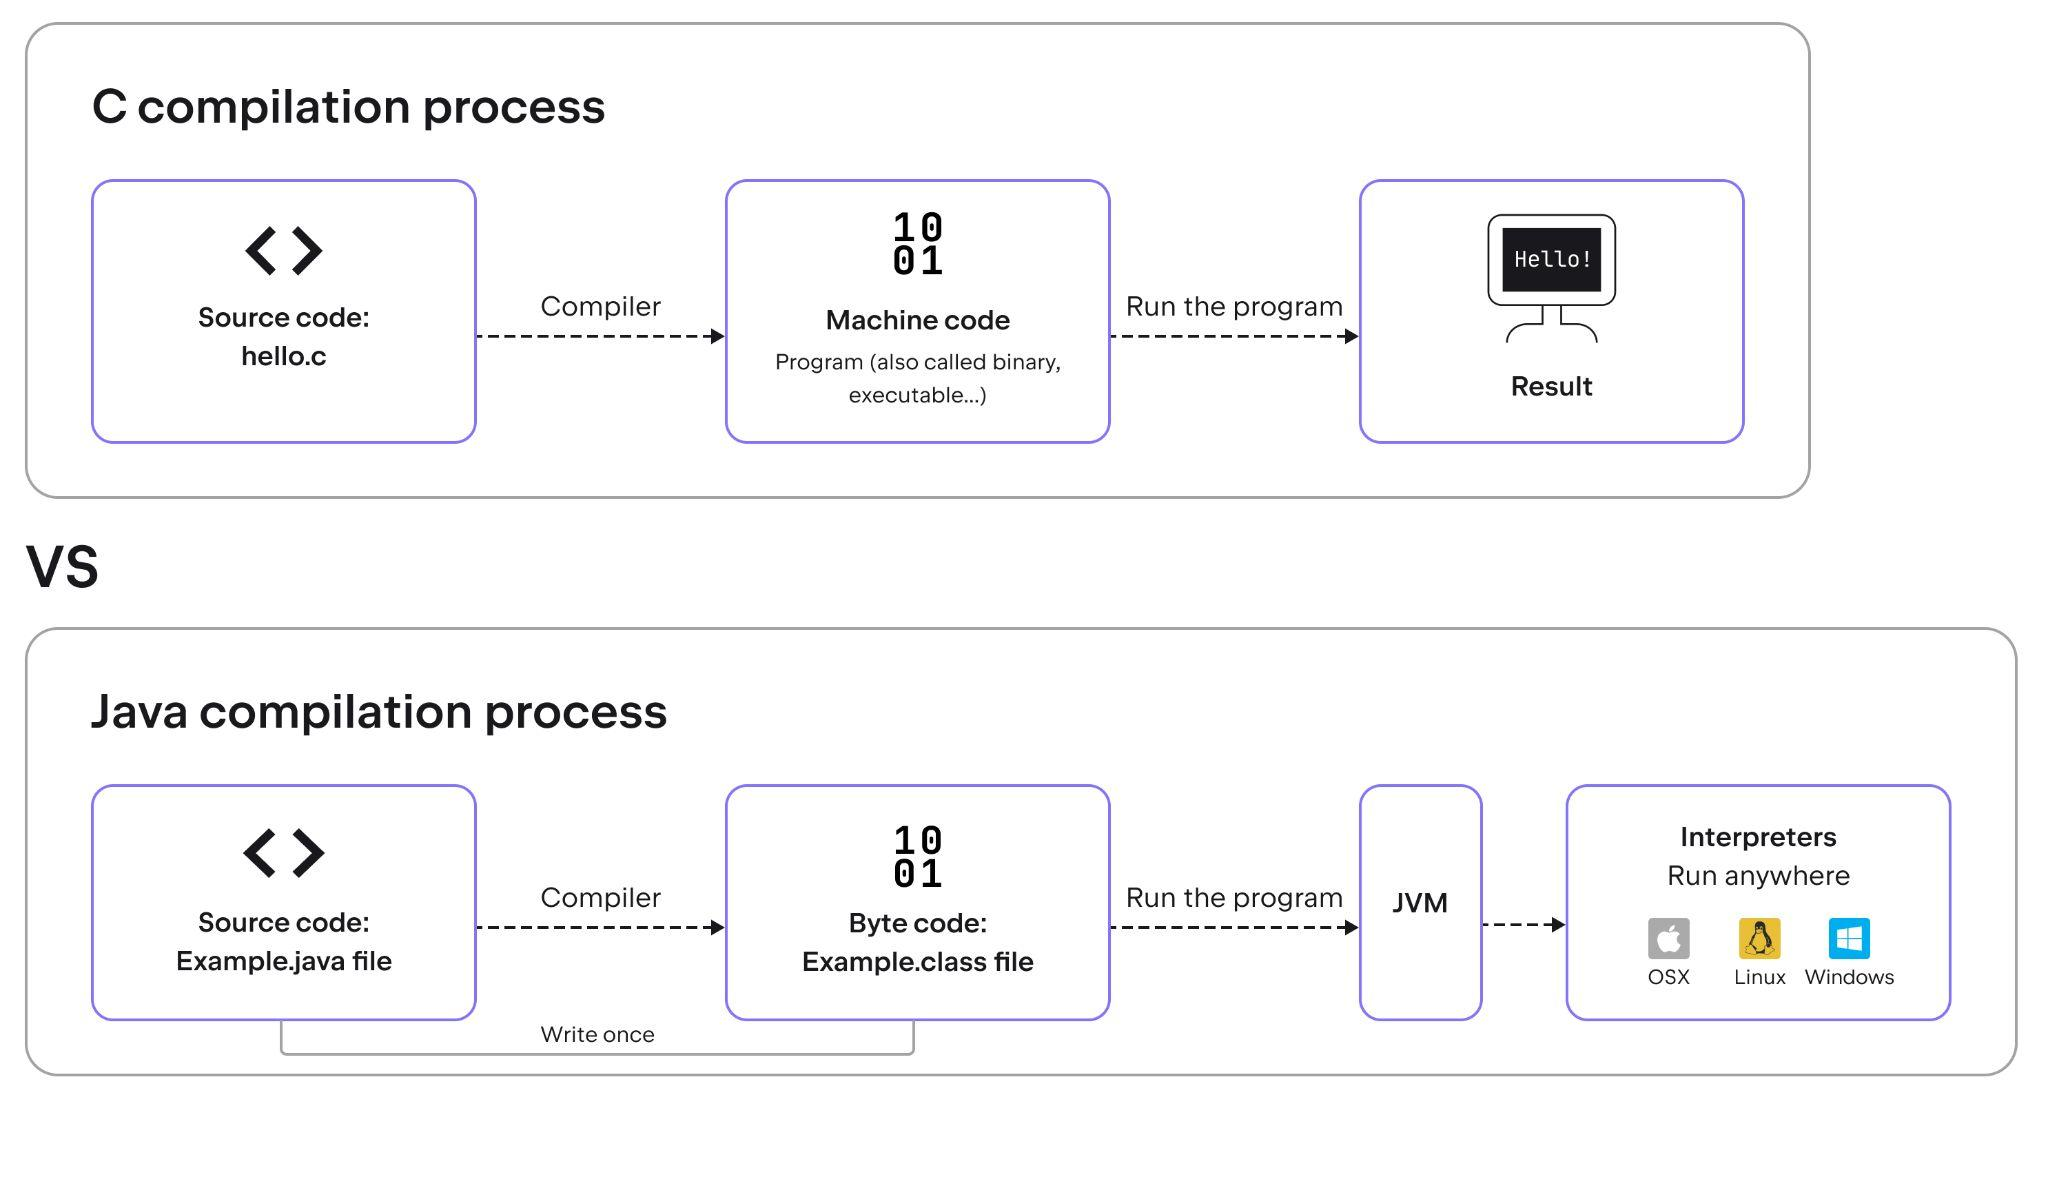 C compilation process
<>
Source code:
hello.c
Compiler
10
01
Machine code
Program (also called binary,
executable...)
Run the program
Hello!
Result
VS
Java compilation process
<>
Source code:
Example.java file
Compiler
10
01
Byte code:
Example.class file
Run the program
JVM
Interpreters
Run anywhere
OSX
Linux
Windows
Write once